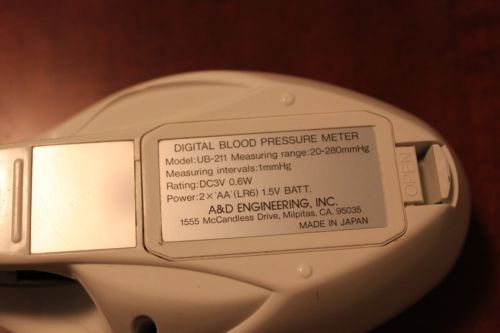 DIGITAL BLOOD PRESSURE METER
Model:UB-211 Measuring range:20-280mmHg
Measuring intervals:1mmHg
Rating:DC3V 0.6W
Power:2×"AA"(LR6) 1.5V BATT.
A&D ENGINEERING, INC.
1555 McCandless Drive, Milpitas, CA. 95035
MADE IN JAPAN
OPEN